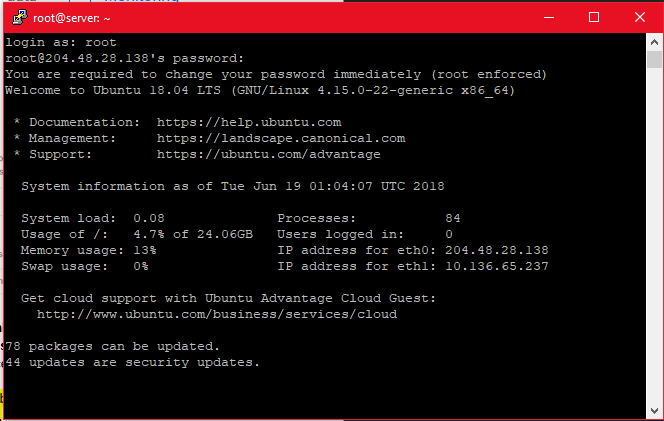 root@server: ~
login as: root
root@204.48.28.138's password:
You are required to change your password immediately (root enforced)
Welcome to Ubuntu 18.04 LTS (GNU/Linux 4.15.0-22-generic x86_64)
* Documentation:  https://help.ubuntu.com
* Management:     https://landscape.canonical.com
* Support:        https://ubuntu.com/advantage
System information as of Tue Jun 19 01:04:07 UTC 2018
System load:  0.08              Processes:           84
Usage of /:   4.7% of 24.06GB   Users logged in:     0
Memory usage: 13%               IP address for eth0: 204.48.28.138
Swap usage:   0%                IP address for eth1: 10.136.65.237
Get cloud support with Ubuntu Advantage Cloud Guest:
http://www.ubuntu.com/business/services/cloud
78 packages can be updated.
44 updates are security updates.